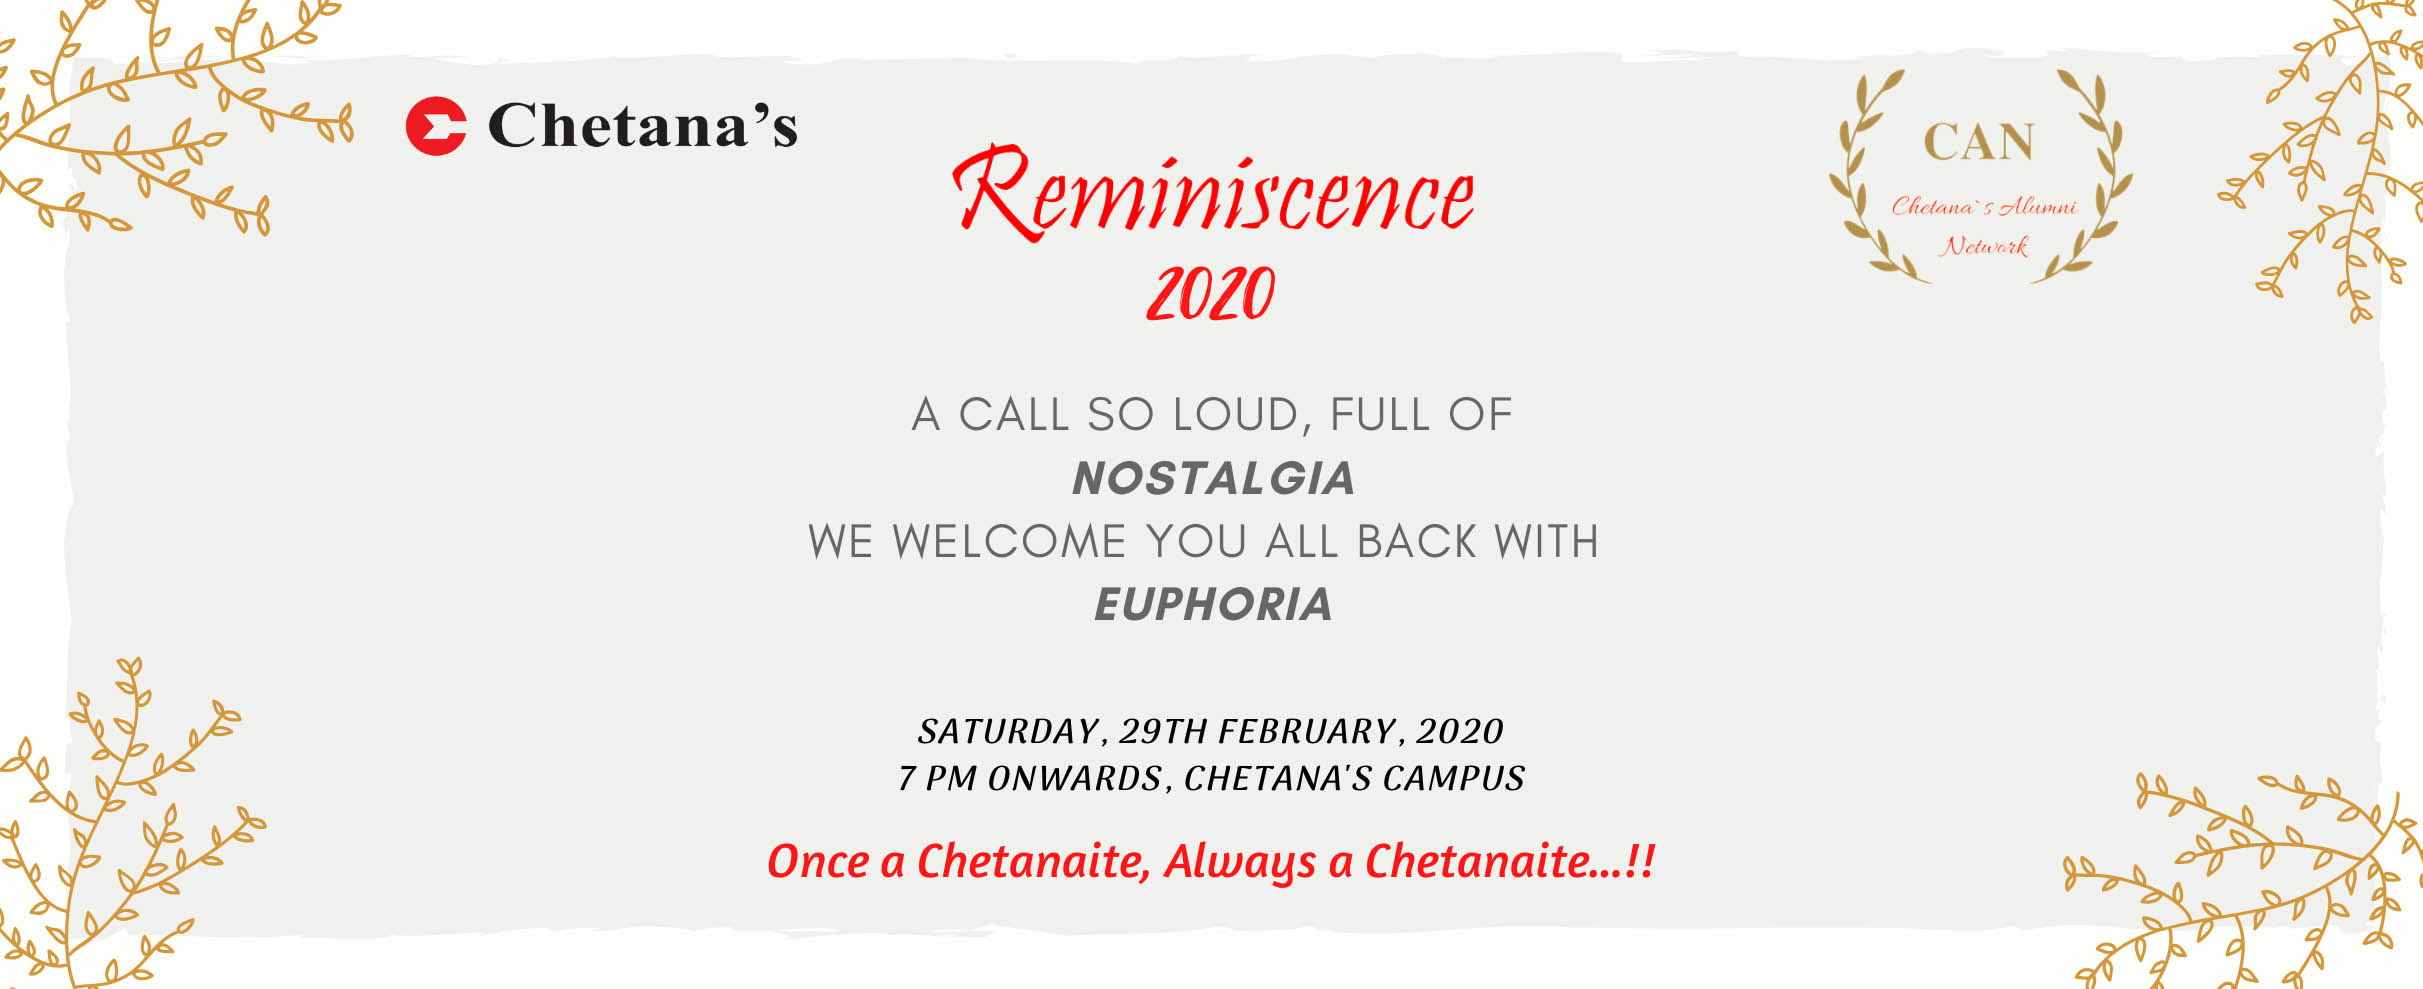 Chetana’s
CAN
Chetana`s Alumni
Network
Reminiscence
2020
A CALL SO LOUD, FULL OF
NOSTALGIA
WE WELCOME YOU ALL BACK WITH
EUPHORIA
SATURDAY, 29TH FEBRUARY, 2020
7 PM ONWARDS, CHETANA'S CAMPUS
Once a Chetanaite, Always a Chetanaite...!!